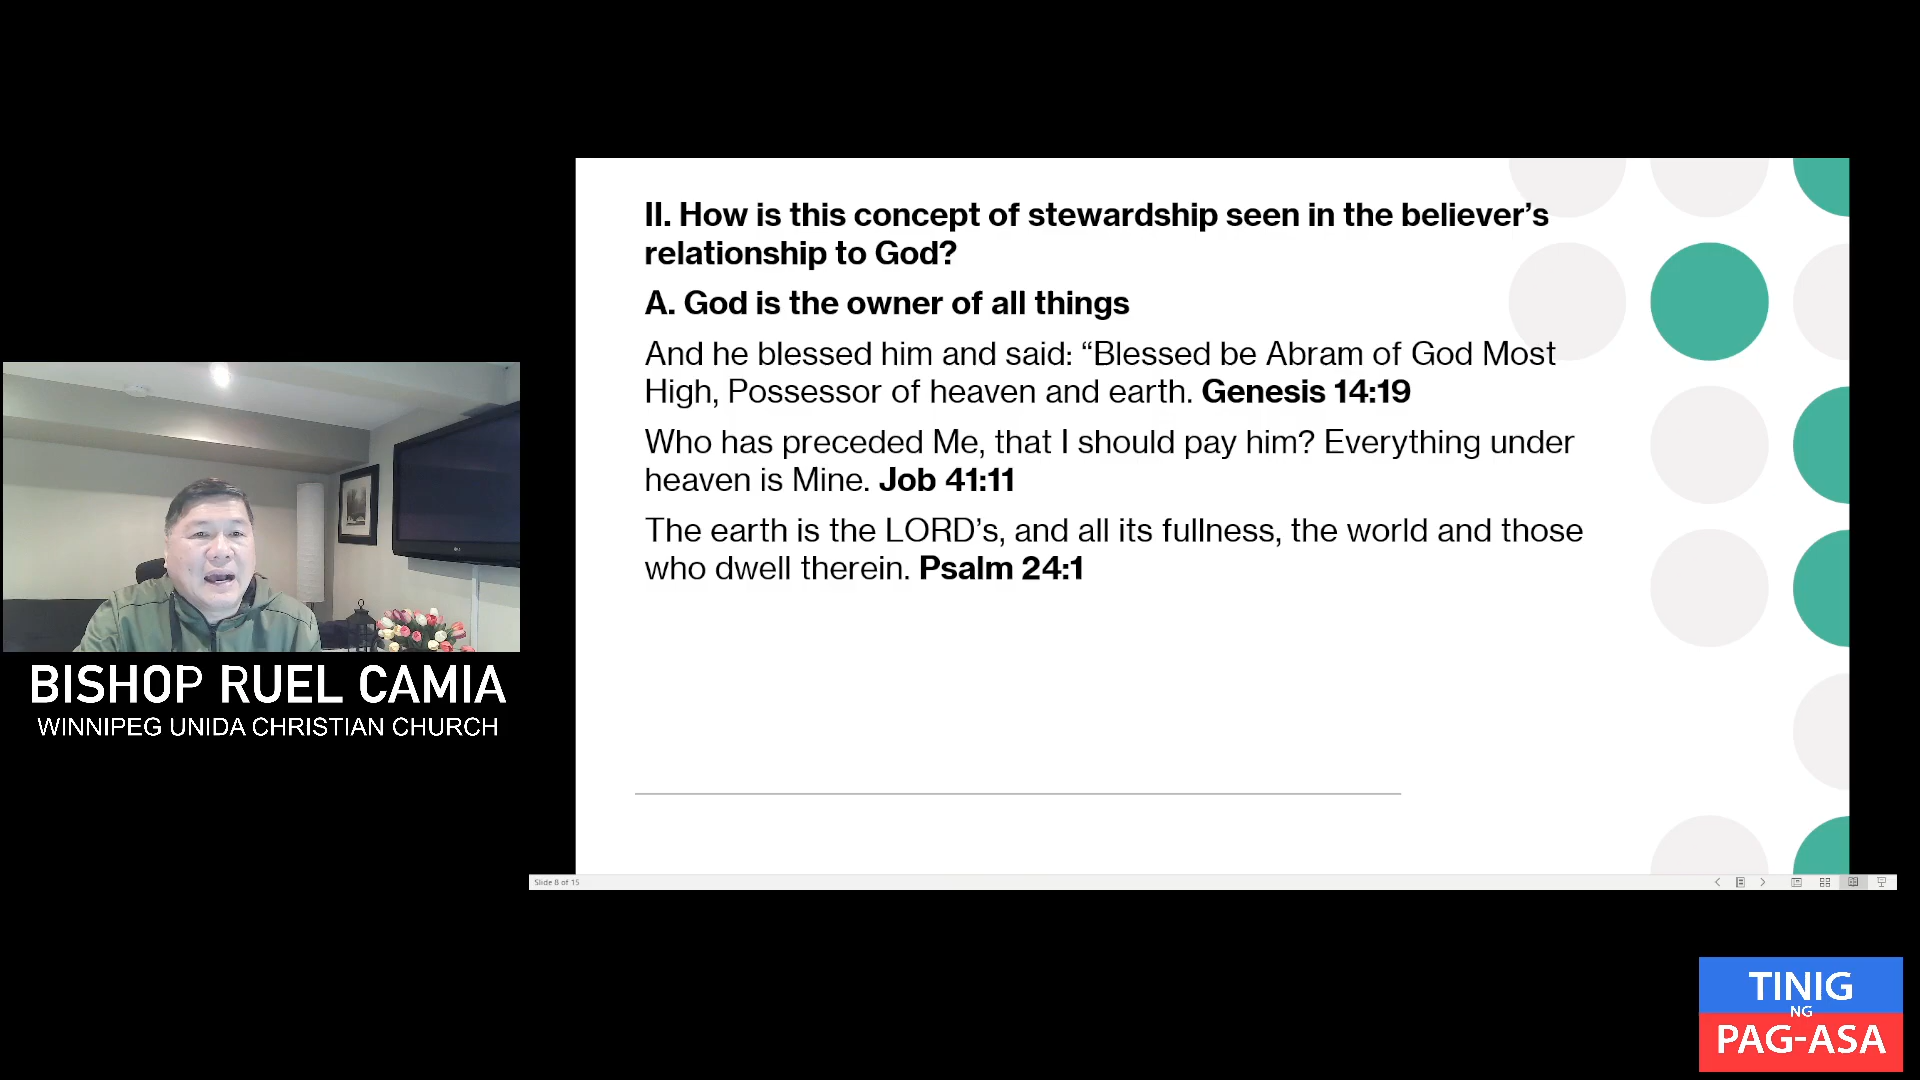 II. How is this concept of stewardship seen in the believer’s
relationship to God?
A. God is the owner of all things
And he blessed him and said: “Blessed be Abram of God Most
High, Possessor of heaven and earth. Genesis 14:19
Who has preceded Me, that I should pay him? Everything under
heaven is Mine. Job 41:11
The earth is the LORD’s, and all its fullness, the world and those
who dwell therein. Psalm 24:1
BISHOP RUEL CAMIA
WINNIPEG UNIDA CHRISTIAN CHURCH
Slide 8 of 15
TINIG
NG
PAG-ASA